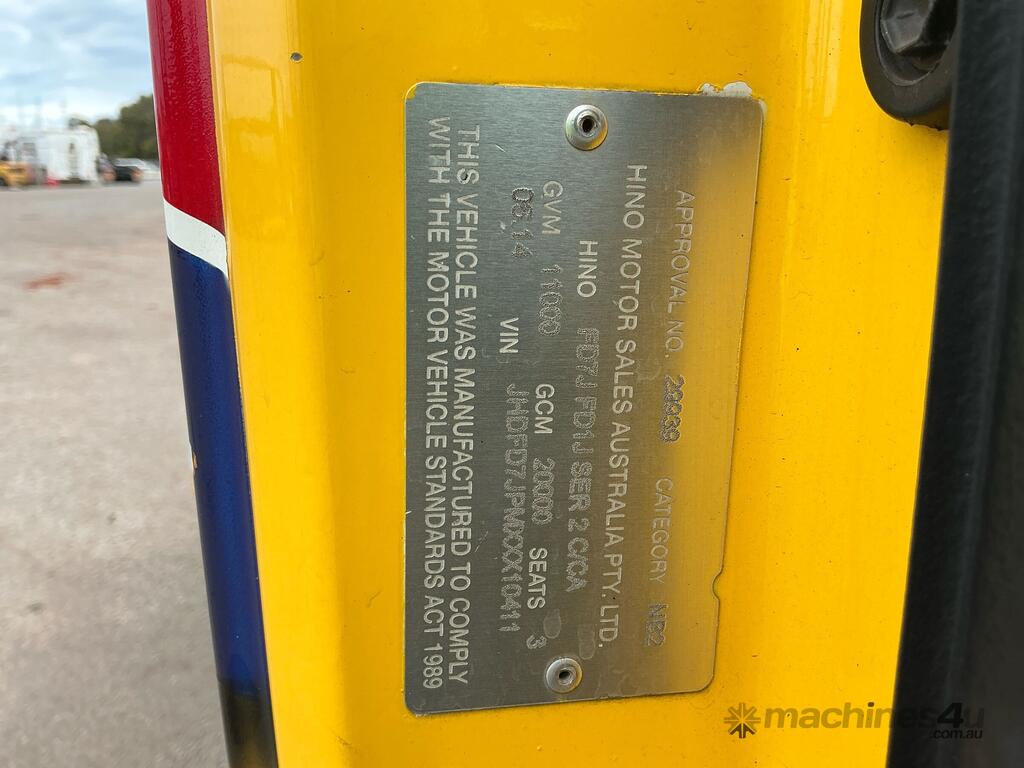 APPROVAL NO. 29939 CATEGORY NB2
HINO MOTOR SALES AUSTRALIA PTY. LTD.
HINO FD7J FD1J SER 2 C/CA
GVM 11000 GCM 20000 SEATS 3
06.14 VIN JHDFD7JPMXXX10411
THIS VEHICLE WAS MANUFACTURED TO COMPLY
WITH THE MOTOR VEHICLE STANDARDS ACT 1989
machines4u
.com.au